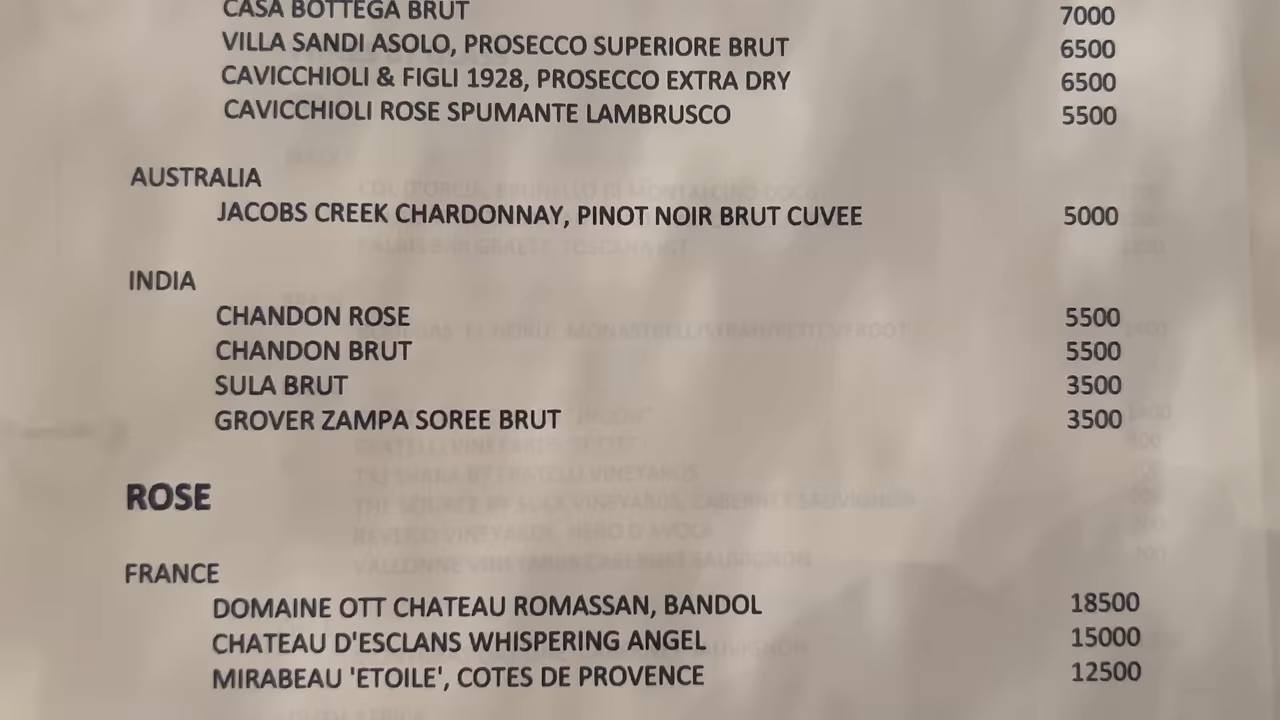 CASA BOTTEGA BRUT 7000
VILLA SANDI ASOLO, PROSECCO SUPERIORE BRUT 6500
CAVICCHIOLI & FIGLI 1928, PROSECCO EXTRA DRY 6500
CAVICCHIOLI ROSE SPUMANTE LAMBRUSCO 5500
AUSTRALIA
JACOBS CREEK CHARDONNAY, PINOT NOIR BRUT CUVEE 5000
INDIA
CHANDON ROSE 5500
CHANDON BRUT 5500
SULA BRUT 3500
GROVER ZAMPA SOREE BRUT 3500
ROSE
FRANCE
DOMAINE OTT CHATEAU ROMASSAN, BANDOL 18500
CHATEAU D'ESCLANS WHISPERING ANGEL 15000
MIRABEAU 'ETOILE', COTES DE PROVENCE 12500